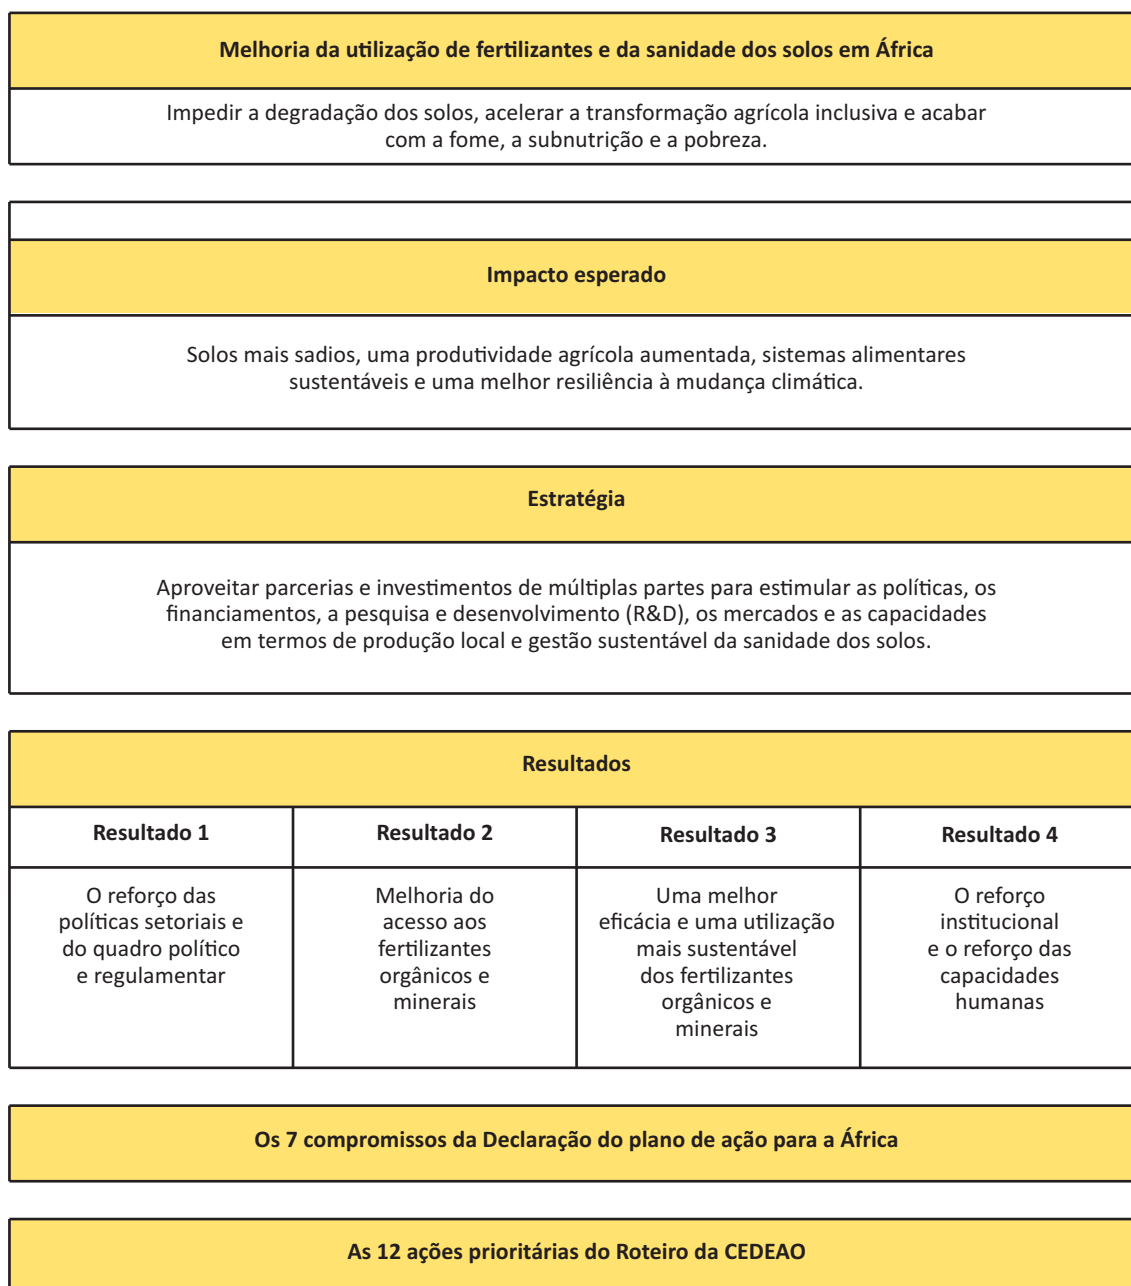 Melhoria da utilização de fertilizantes e da sanidade dos solos em África
Impedir a degradação dos solos, acelerar a transformação agrícola inclusiva e acabar
com a fome, a subnutrição e a pobreza.
Impacto esperado
Solos mais sadios, uma produtividade agrícola aumentada, sistemas alimentares
sustentáveis e uma melhor resiliência à mudança climática.
Estratégia
Aproveitar parcerias e investimentos de múltiplas partes para estimular as políticas, os
financiamentos, a pesquisa e desenvolvimento (R&D), os mercados e as capacidades
em termos de produção local e gestão sustentável da sanidade dos solos.
Resultados
Resultado 1
O reforço das
políticas setoriais e
do quadro político
e regulamentar
Resultado 2
Melhoria do
acesso aos
fertilizantes
orgânicos e
minerais
Resultado 3
Uma melhor
eficácia e uma utilização
mais sustentável
dos fertilizantes
orgânicos e
minerais
Resultado 4
O reforço
institucional
e o reforço das
capacidades
humanas
Os 7 compromissos da Declaração do plano de ação para a África
As 12 ações prioritárias do Roteiro da CEDEAO